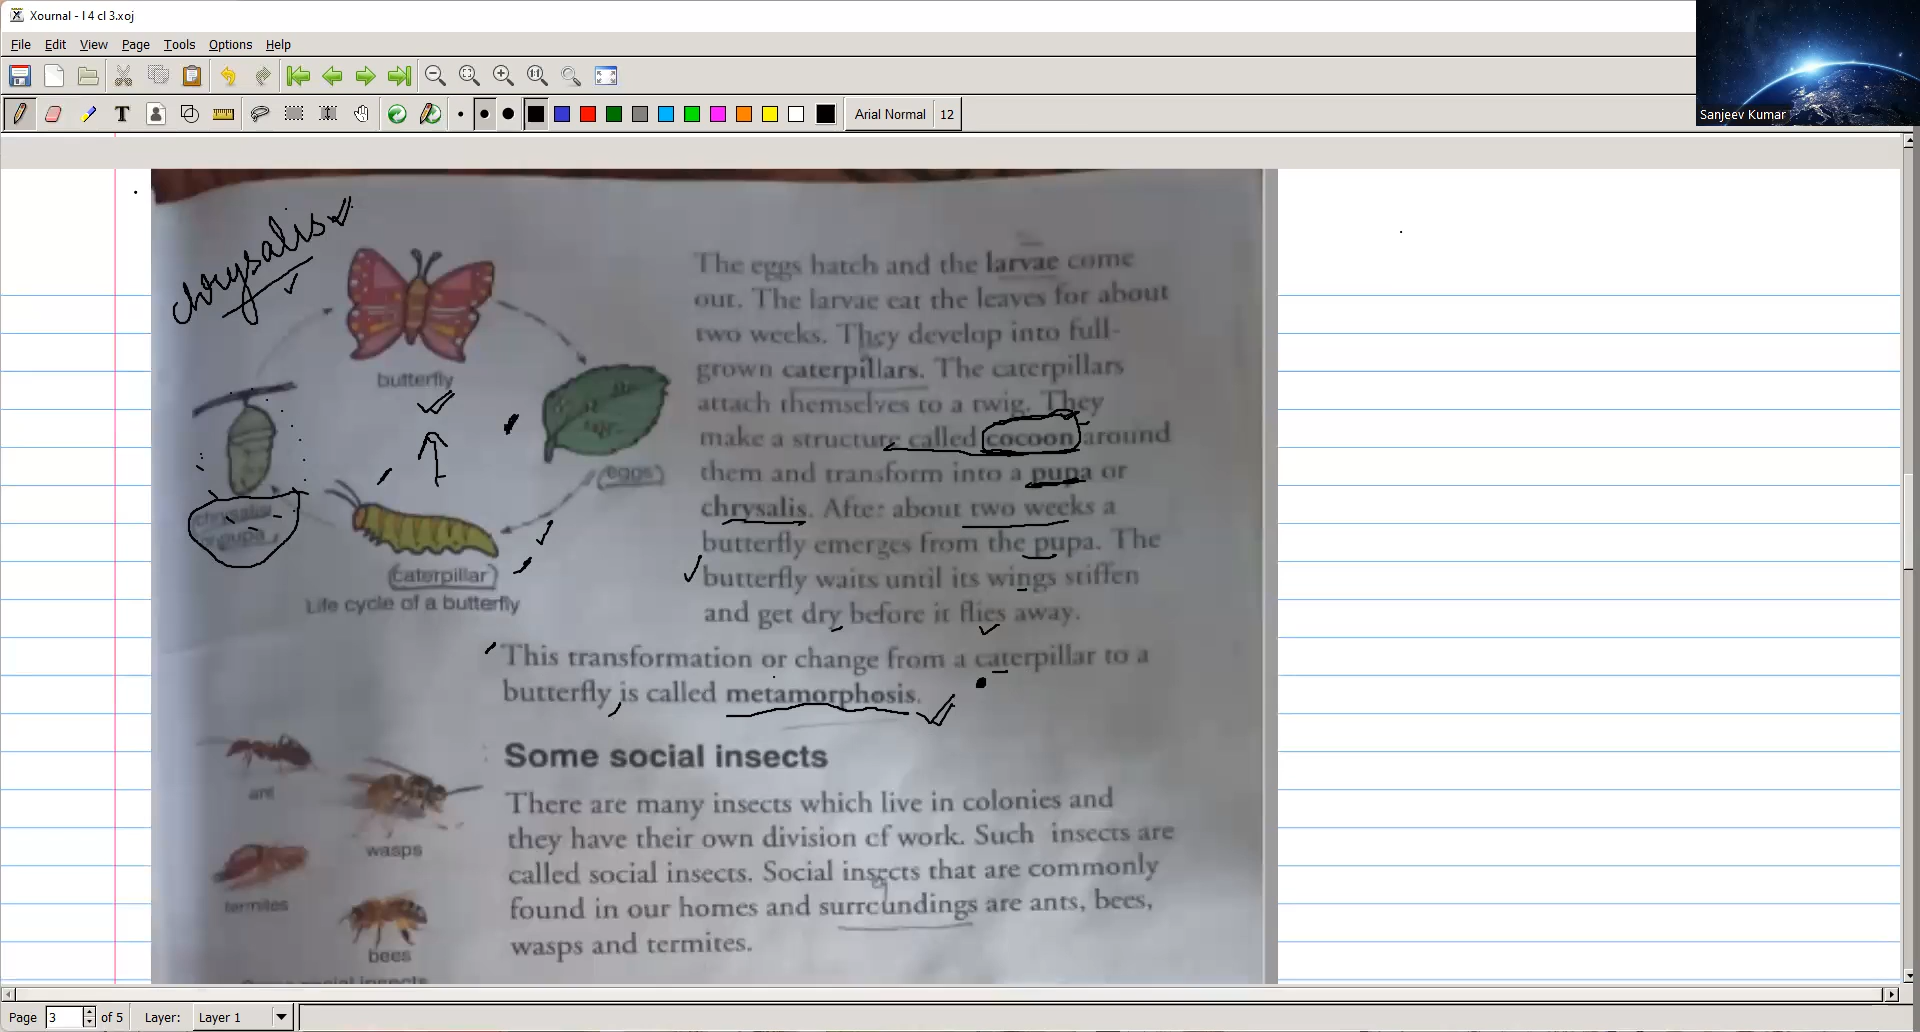 Xournal - l 4 cl 3.xoj
File Edit View Page Tools Options Help
Arial Normal 12
Sanjeev Kumar
chrysalis
butterfly
eggs
chrysalis
or pupa
caterpillar
Life cycle of a butterfly
The eggs hatch and the larvae come
out. The larvae eat the leaves for about
two weeks. They develop into full-
grown caterpillars. The caterpillars
attach themselves to a twig. They
make a structure called cocoon around
them and transform into a pupa or
chrysalis. After about two weeks a
butterfly emerges from the pupa. The
butterfly waits until its wings stiffen
and get dry before it flies away.
This transformation or change from a caterpillar to a
butterfly is called metamorphosis.
ant
wasps
termites
bees
Some social insects
Some social insects
There are many insects which live in colonies and
they have their own division of work. Such insects are
called social insects. Social insects that are commonly
found in our homes and surroundings are ants, bees,
wasps and termites.
Page 3 of 5 Layer: Layer 1